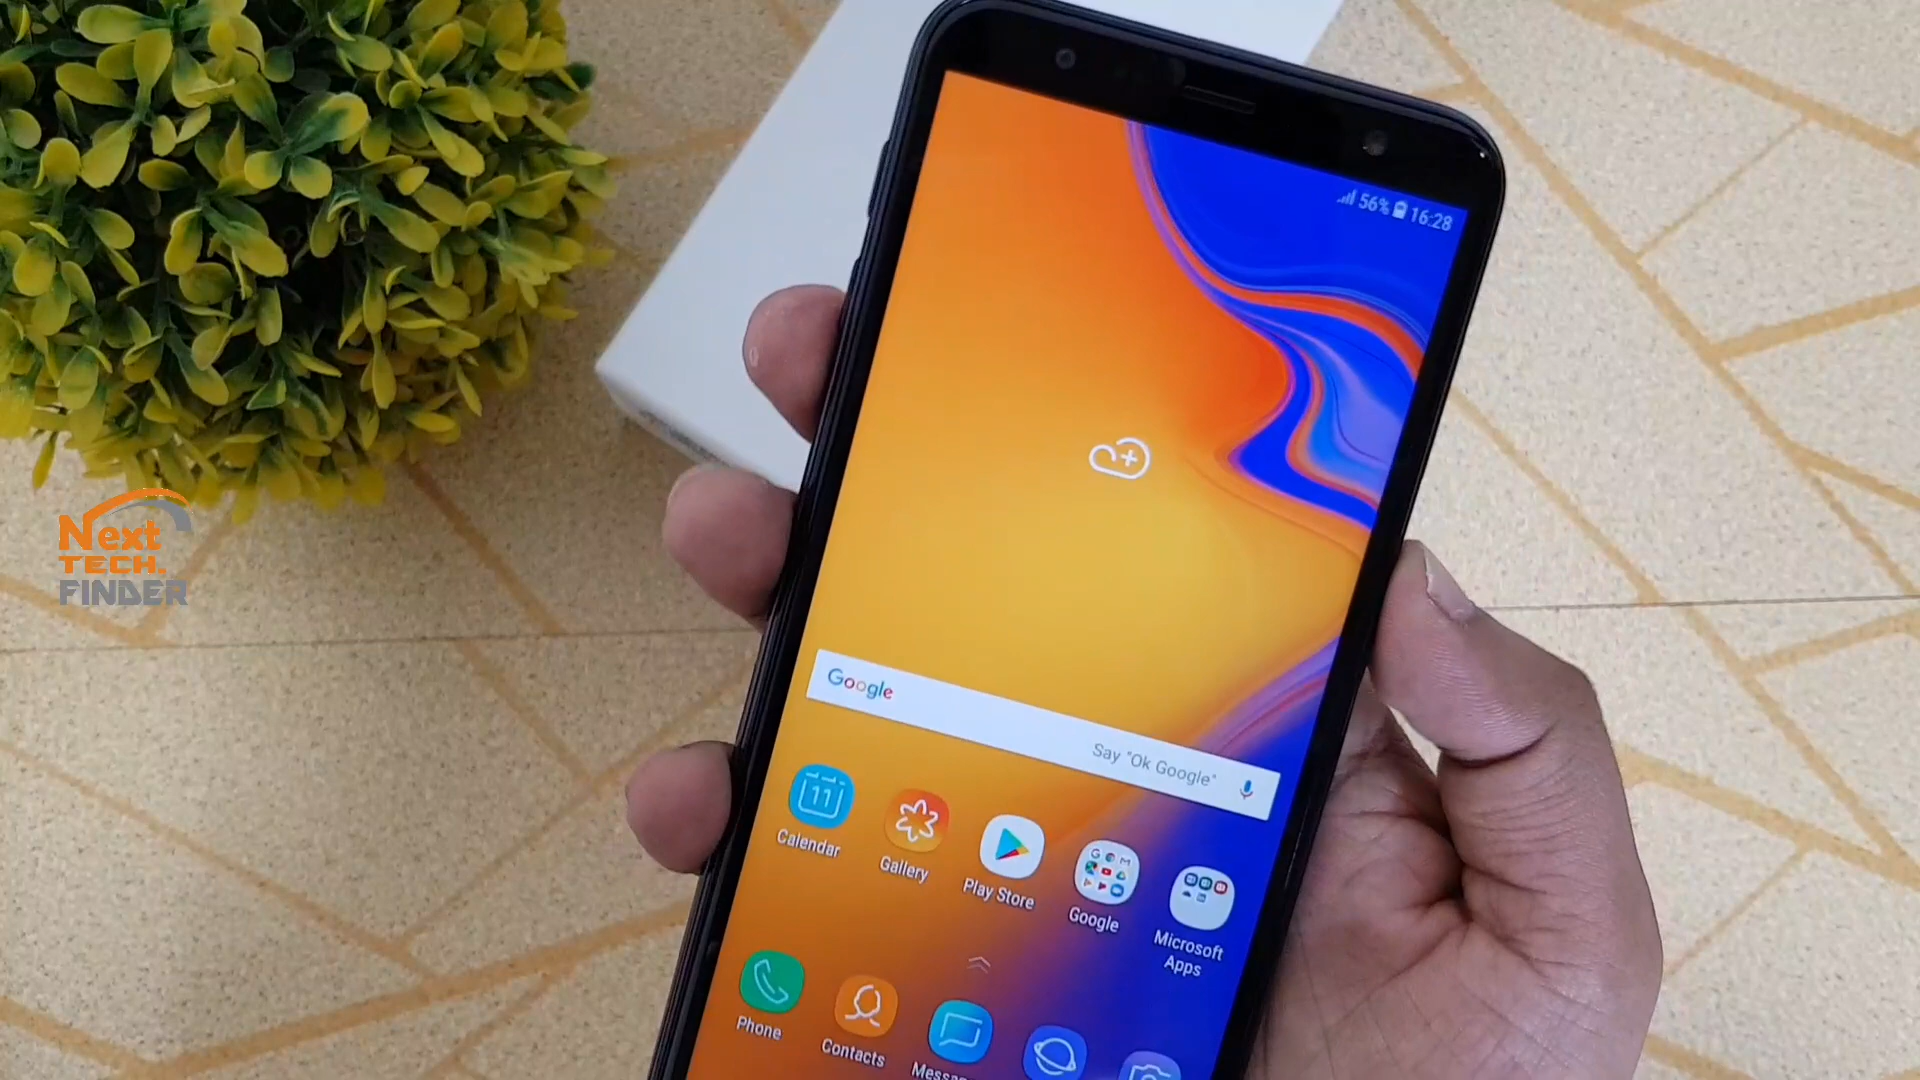 56% 16:28
Google
Say "Ok Google"
11
Calendar
Gallery
Play Store
Google
Microsoft
Apps
Phone
Contacts
Next
TECH.
FINDER